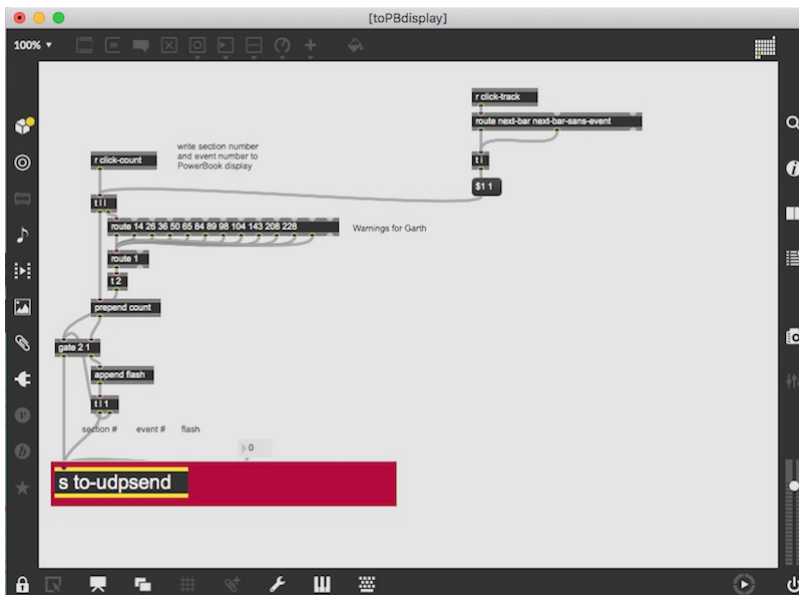 [toPBdisplay]
100%
r click-track
route next-bar next-bar-sans-event
t i
$1 1
write section number
and event number to
PowerBook display
r click-count
t l l
route 14 26 36 50 65 84 89 98 104 143 208 228
Warnings for Garth
route 1
t 2
prepend count
gate 2 1
append flash
t l 1
section # event # flash
0
s to-udpsend